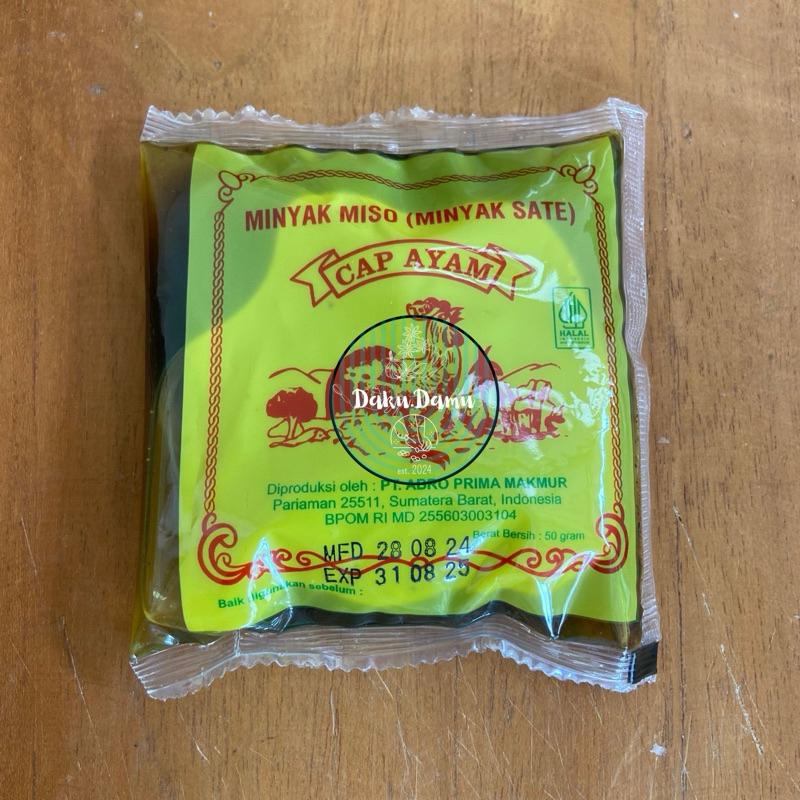 MINYAK MISO (MINYAK SATE)
CAP AYAM
HALAL
INDONESIA
Daku.Damu
est. 2024
Diproduksi oleh : PT. ABRO PRIMA MAKMUR
Pariaman 25511, Sumatera Barat, Indonesia
BPOM RI MD 255603003104
Berat Bersih : 50 gram
MFD 28 08 24
EXP 31 08 25
Baik digunakan sebelum :